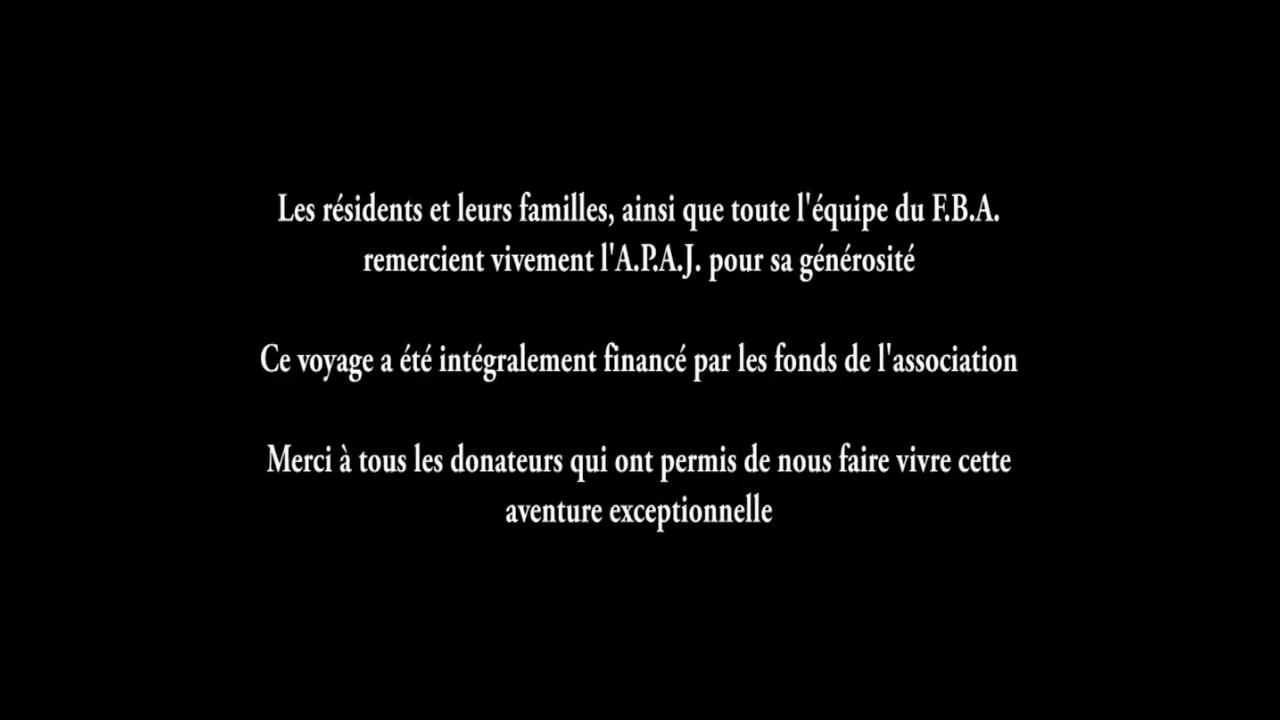 Les résidents et leurs familles, ainsi que toute l'équipe du F.B.A.
remercient vivement l'A.P.A.J. pour sa générosité
Ce voyage a été intégralement financé par les fonds de l'association
Merci à tous les donateurs qui ont permis de nous faire vivre cette
aventure exceptionnelle